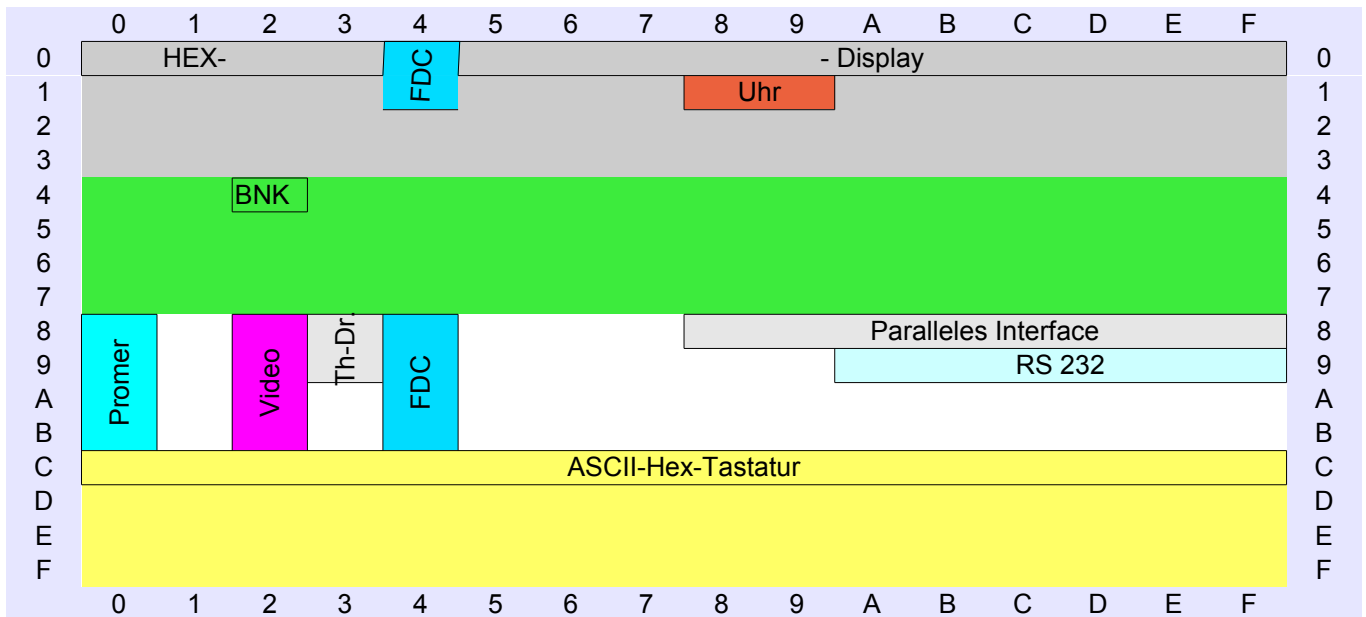 0 1 2 3 4 5 6 7 8 9 A B C D E F
0 HEX- FDC - Display 0
1 Uhr 1
2 2
3 3
4 BNK 4
5 5
6 6
7 7
8 Promer Video Th-Dr. FDC Paralleles Interface 8
9 RS 232 9
A A
B B
C ASCII-Hex-Tastatur C
D D
E E
F F
0 1 2 3 4 5 6 7 8 9 A B C D E F